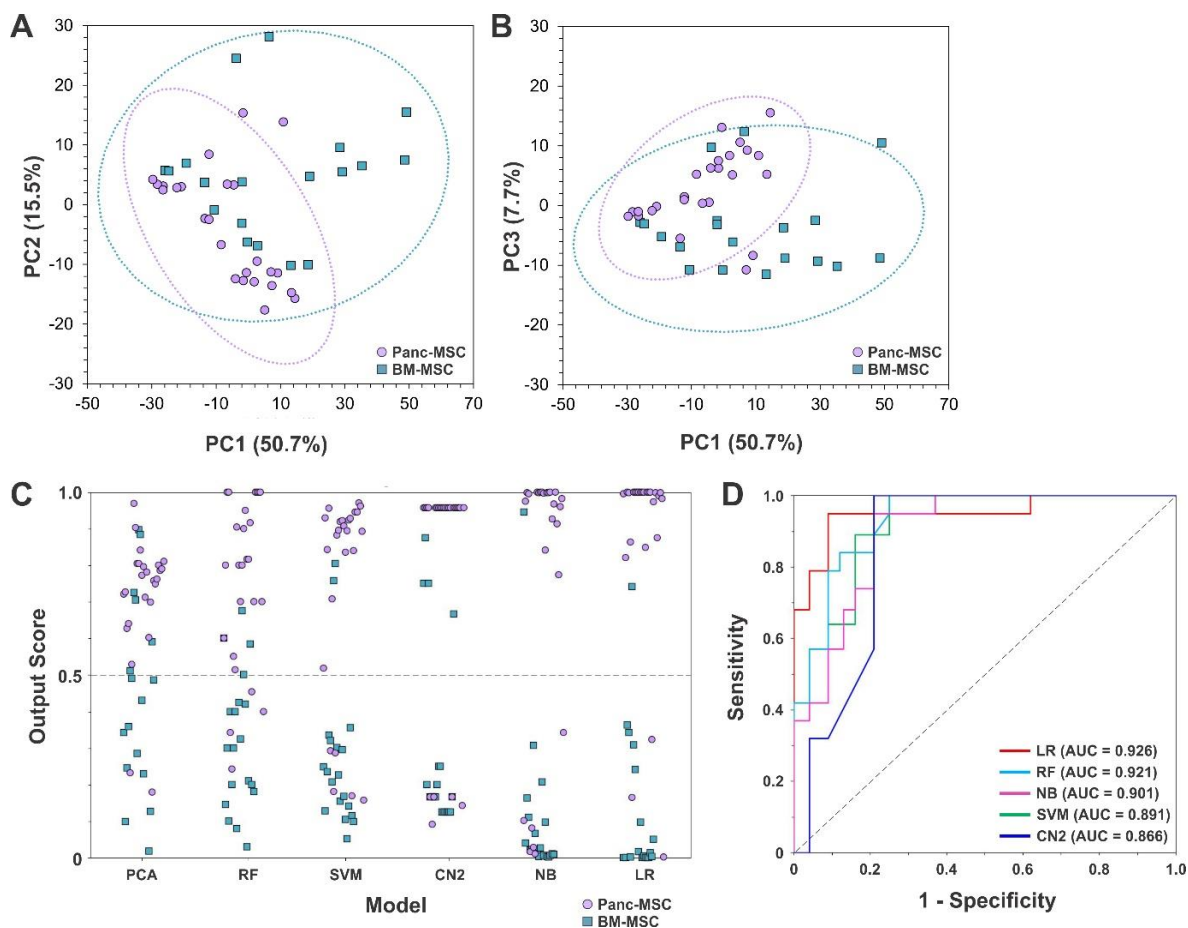 A
30
20
10
0
-10
-20
-30
PC2 (15.5%)
-50 -30 -10 10 30 50 70
PC1 (50.7%)
Panc-MSC
BM-MSC
B
30
20
10
0
-10
-20
-30
PC3 (7.7%)
-50 -30 -10 10 30 50 70
PC1 (50.7%)
Panc-MSC
BM-MSC
C
1.0
0.5
0
Output Score
PCA RF SVM CN2 NB LR
Model
Panc-MSC
BM-MSC
D
1.0
0.8
0.6
0.4
0.2
0
Sensitivity
0 0.2 0.4 0.6 0.8 1.0
1 - Specificity
LR (AUC = 0.926)
RF (AUC = 0.921)
NB (AUC = 0.901)
SVM (AUC = 0.891)
CN2 (AUC = 0.866)